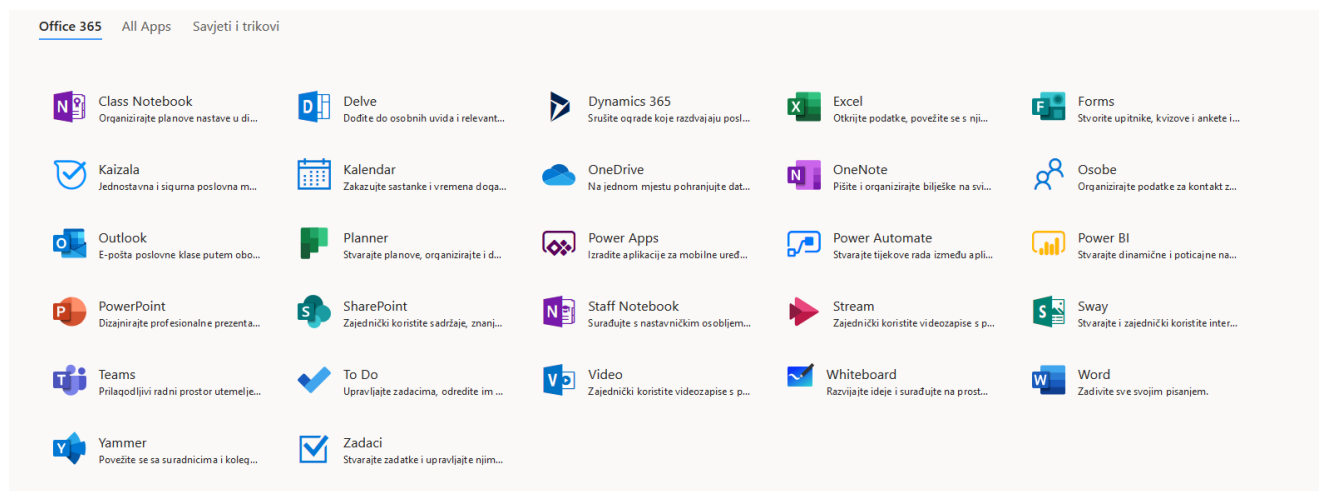 Office 365 All Apps Savjeti i trikovi
Class Notebook
Organizirajte planove nastave u di...
Delve
Dođite do osobnih uvida i relevant...
Dynamics 365
Srušite ograde koje razdvajaju posl...
Excel
Otkrijte podatke, povežite se s nji...
Forms
Stvorite upitnike, kvizove i ankete i...
Kaizala
Jednostavna i sigurna poslovna m...
Kalendar
Zakazujte sastanke i vremena doga...
OneDrive
Na jednom mjestu pohranjujte dat...
OneNote
Pišite i organizirajte bilješke na svi...
Osobe
Organizirajte podatke za kontakt z...
Outlook
E-pošta poslovne klase putem obo...
Planner
Stvarajte planove, organizirajte i d...
Power Apps
Izradite aplikacije za mobilne uređ...
Power Automate
Stvarajte tijekove rada između apli...
Power BI
Stvarajte dinamične i poticajne na...
PowerPoint
Dizajnirajte profesionalne prezenta...
SharePoint
Zajednički koristite sadržaje, znanj...
Staff Notebook
Surađujte s nastavničkim osobljem...
Stream
Zajednički koristite videozapise s p...
Sway
Stvarajte i zajednički koristite inter...
Teams
Prilagodljivi radni prostor utemelje...
To Do
Upravljajte zadacima, odredite im ...
Video
Zajednički koristite videozapise s p...
Whiteboard
Razvijajte ideje i surađujte na prost...
Word
Zadivite sve svojim pisanjem.
Yammer
Povežite se sa suradnicima i koleg...
Zadaci
Stvarajte zadatke i upravljajte njim...